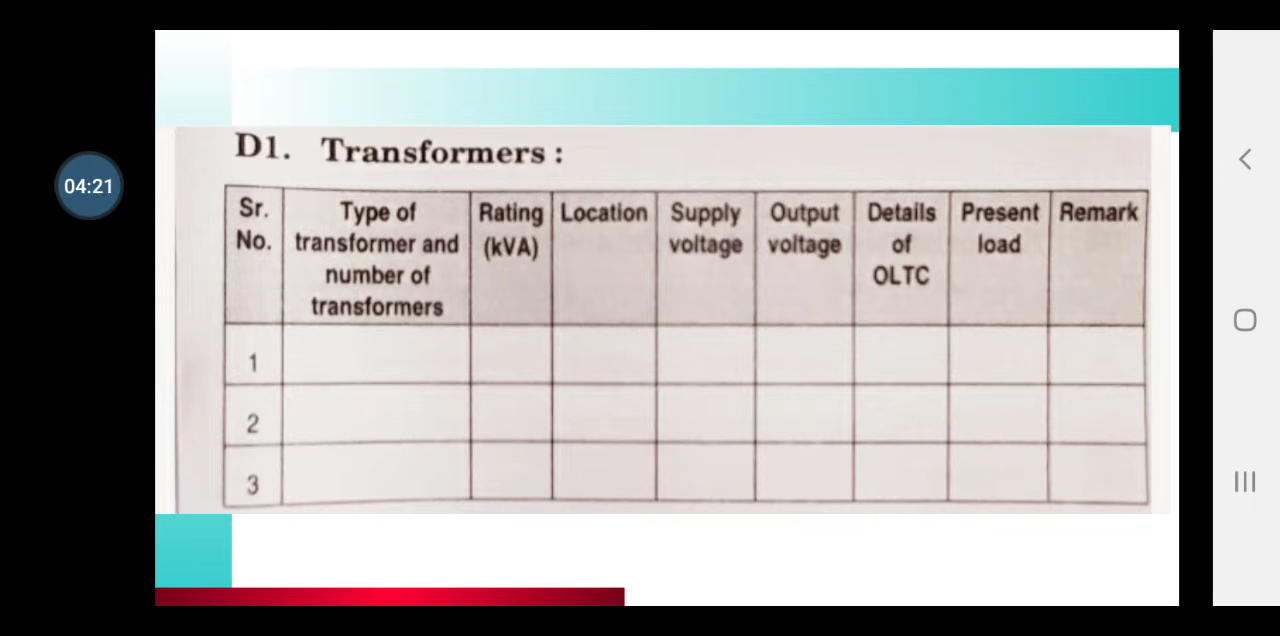 04:21
D1. Transformers :
Sr. No. Type of transformer and number of transformers Rating (kVA) Location Supply voltage Output voltage Details of OLTC Present load Remark
1
2
3